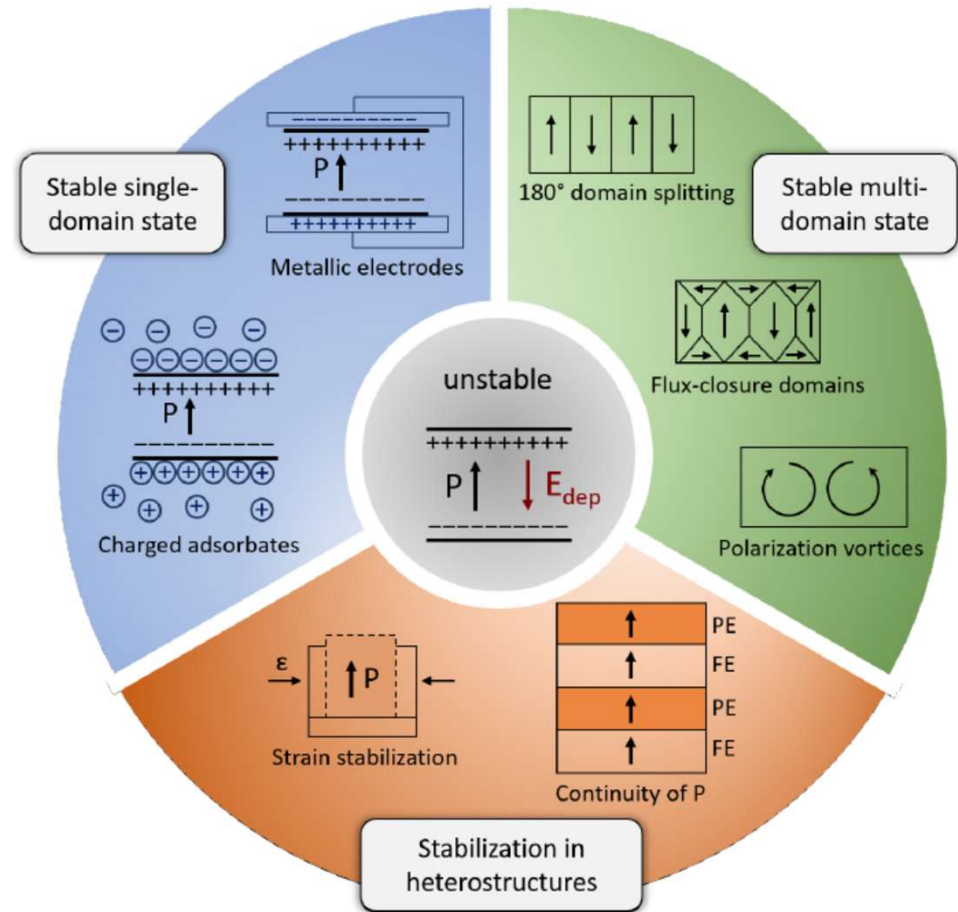 Stable single-
domain state
− − − − − − − − − −
+ + + + + + + + + +
P
− − − − − − − − − −
+ + + + + + + + + +
Metallic electrodes
− − −
− − − − − −
+ + + + + + + + +
P
− − − − − − − − − −
+ + + + + +
+ + + +
Charged adsorbates
180° domain splitting
Stable multi-
domain state
Flux-closure domains
Polarization vortices
unstable
+ + + + + + + + + +
P
E_dep
− − − − − − − − − −
ε
P
Strain stabilization
PE
FE
PE
FE
Continuity of P
Stabilization in
heterostructures